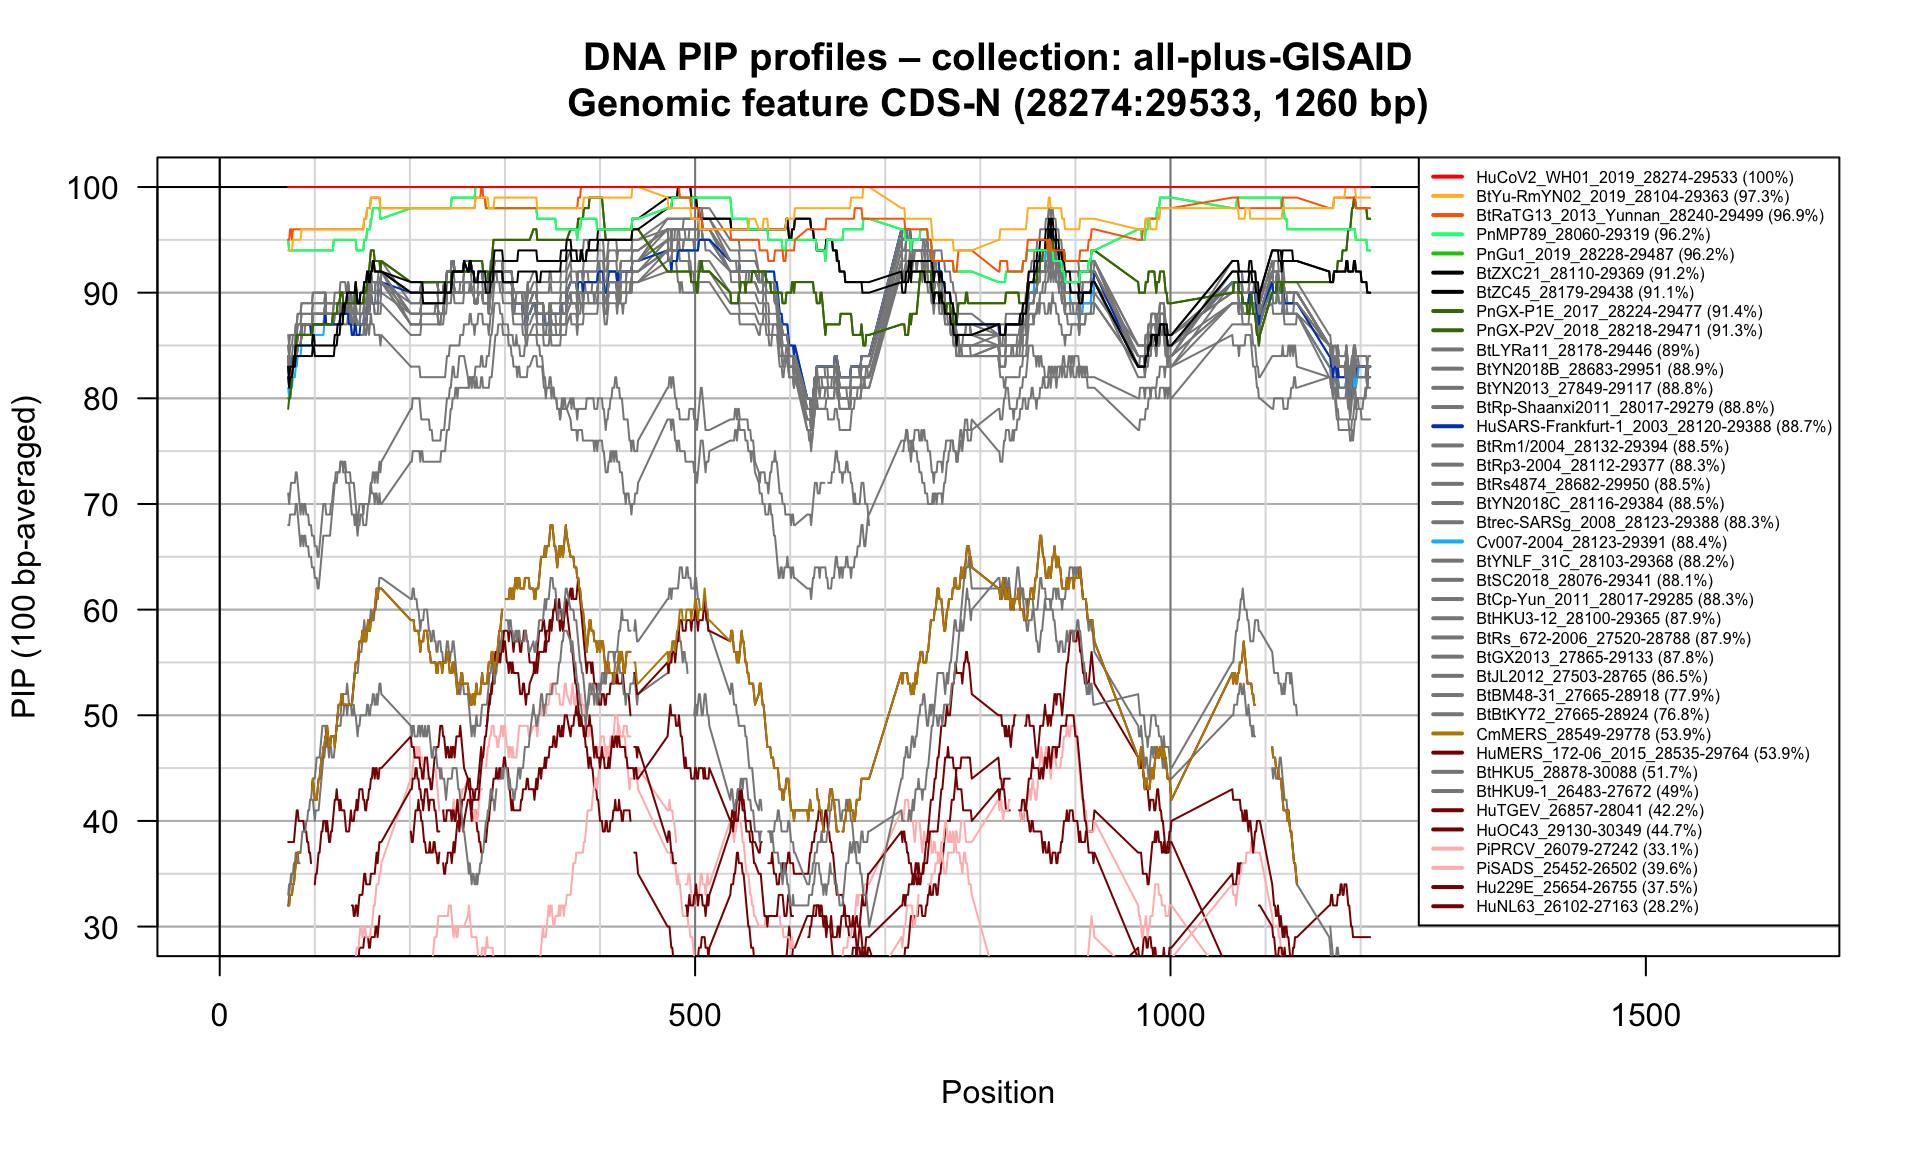 DNA PIP profiles – collection: all-plus-GISAID
Genomic feature CDS-N (28274:29533, 1260 bp)
PIP (100 bp-averaged)
100
90
80
70
60
50
40
30
0
500
1000
1500
Position
HuCoV2_WH01_2019_28274-29533 (100%)
BtYu-RmYN02_2019_28104-29363 (97.3%)
BtRaTG13_2013_Yunnan_28240-29499 (96.9%)
PnMP789_28060-29319 (96.2%)
PnGu1_2019_28228-29487 (96.2%)
BtZXC21_28110-29369 (91.2%)
BtZC45_28179-29438 (91.1%)
PnGX-P1E_2017_28224-29477 (91.4%)
PnGX-P2V_2018_28218-29471 (91.3%)
BtLYRa11_28178-29446 (89%)
BtYN2018B_28683-29951 (88.9%)
BtYN2013_27849-29117 (88.8%)
BtRp-Shaanxi2011_28017-29279 (88.8%)
HuSARS-Frankfurt-1_2003_28120-29388 (88.7%)
BtRm1/2004_28132-29394 (88.5%)
BtRp3-2004_28112-29377 (88.3%)
BtRs4874_28682-29950 (88.5%)
BtYN2018C_28116-29384 (88.5%)
Btrec-SARSg_2008_28123-29388 (88.3%)
Cv007-2004_28123-29391 (88.4%)
BtYNLF_31C_28103-29368 (88.2%)
BtSC2018_28076-29341 (88.1%)
BtCp-Yun_2011_28017-29285 (88.3%)
BtHKU3-12_28100-29365 (87.9%)
BtRs_672-2006_27520-28788 (87.9%)
BtGX2013_27865-29133 (87.8%)
BtJL2012_27503-28765 (86.5%)
BtBM48-31_27665-28918 (77.9%)
BtBtKY72_27665-28924 (76.8%)
CmMERS_28549-29778 (53.9%)
HuMERS_172-06_2015_28535-29764 (53.9%)
BtHKU5_28878-30088 (51.7%)
BtHKU9-1_26483-27672 (49%)
HuTGEV_26857-28041 (42.2%)
HuOC43_29130-30349 (44.7%)
PiPRCV_26079-27242 (33.1%)
PiSADS_25452-26502 (39.6%)
Hu229E_25654-26755 (37.5%)
HuNL63_26102-27163 (28.2%)